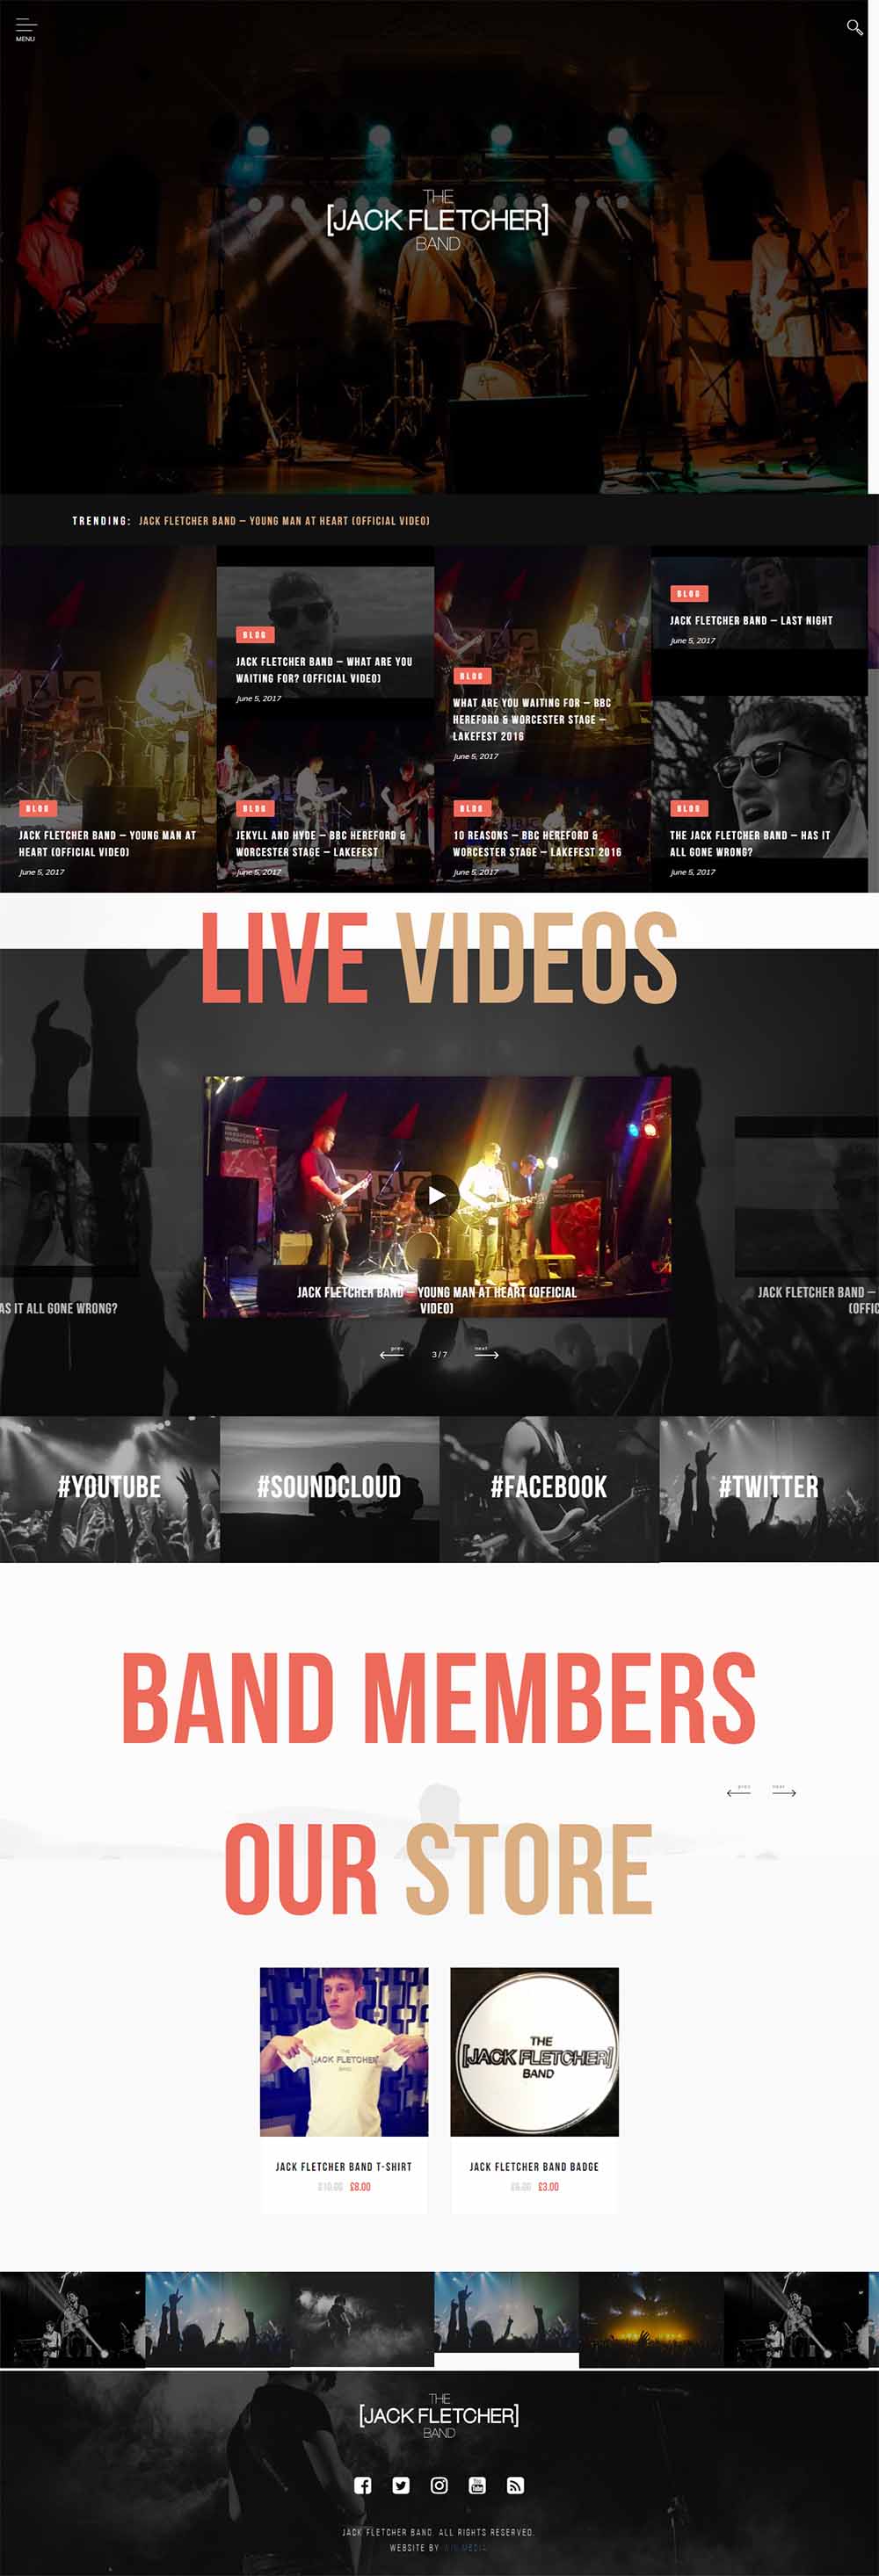 MENU
THE
[JACK FLETCHER]
BAND
TRENDING: JACK FLETCHER BAND – YOUNG MAN AT HEART (OFFICIAL VIDEO)
BLOG
JACK FLETCHER BAND – YOUNG MAN AT
HEART (OFFICIAL VIDEO)
June 5, 2017
BLOG
JACK FLETCHER BAND – WHAT ARE YOU
WAITING FOR? (OFFICIAL VIDEO)
June 5, 2017
BLOG
JEKYLL AND HYDE – BBC HEREFORD &
WORCESTER STAGE – LAKEFEST
June 5, 2017
BLOG
WHAT ARE YOU WAITING FOR – BBC
HEREFORD & WORCESTER STAGE –
LAKEFEST 2016
June 5, 2017
BLOG
10 REASONS – BBC HEREFORD &
WORCESTER STAGE – LAKEFEST 2016
June 5, 2017
BLOG
JACK FLETCHER BAND – LAST NIGHT
June 5, 2017
BLOG
THE JACK FLETCHER BAND – HAS IT
ALL GONE WRONG?
June 5, 2017
LIVE VIDEOS
AS IT ALL GONE WRONG?
JACK FLETCHER BAND – YOUNG MAN AT HEART (OFFICIAL
VIDEO)
JACK FLETCHER BAND –
(OFFIC
prev
3/7
next
#YOUTUBE
#SOUNDCLOUD
#FACEBOOK
#TWITTER
BAND MEMBERS
prev
next
OUR STORE
THE
[JACK FLETCHER]
BAND
THE
[JACK FLETCHER]
BAND
JACK FLETCHER BAND T-SHIRT
£10.00 £8.00
JACK FLETCHER BAND BADGE
£3.00
THE
[JACK FLETCHER]
BAND
JACK FLETCHER BAND. ALL RIGHTS RESERVED.
WEBSITE BY